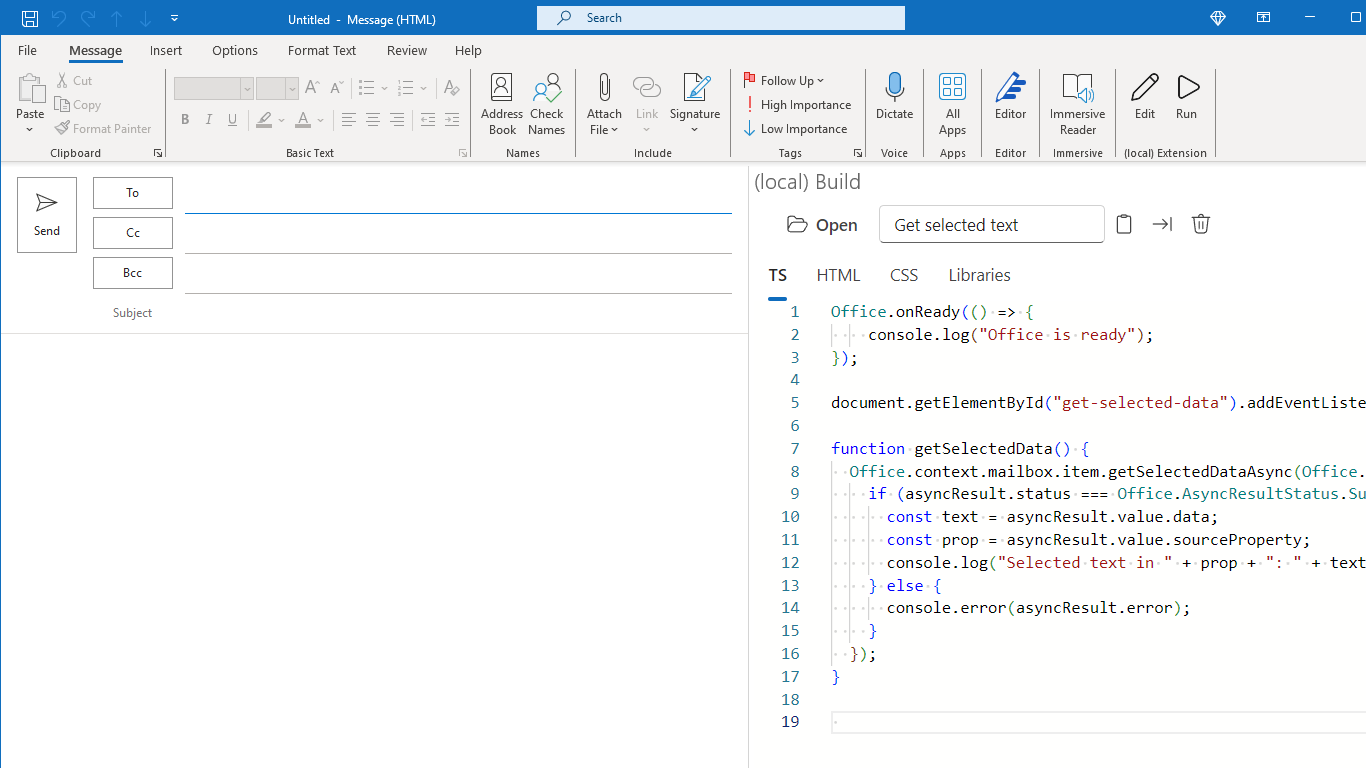 Untitled - Message (HTML)
Search
File Message Insert Options Format Text Review Help
Paste
Cut
Copy
Format Painter
Clipboard
B I U
A
Basic Text
Address Book
Check Names
Names
Attach File
Link
Signature
Include
Follow Up
High Importance
Low Importance
Tags
Dictate
Voice
All Apps
Apps
Editor
Editor
Immersive Reader
Immersive
Edit
Run
(local) Extension
Send
To
Cc
Bcc
Subject
(local) Build
Open
Get selected text
TS HTML CSS Libraries
1 Office.onReady(() => {
2 console.log("Office is ready");
3 });
4
5 document.getElementById("get-selected-data").addEventListe
6
7 function getSelectedData() {
8 Office.context.mailbox.item.getSelectedDataAsync(Office.
9 if (asyncResult.status === Office.AsyncResultStatus.Su
10 const text = asyncResult.value.data;
11 const prop = asyncResult.value.sourceProperty;
12 console.log("Selected text in " + prop + ": " + text
13 } else {
14 console.error(asyncResult.error);
15 }
16 });
17 }
18
19